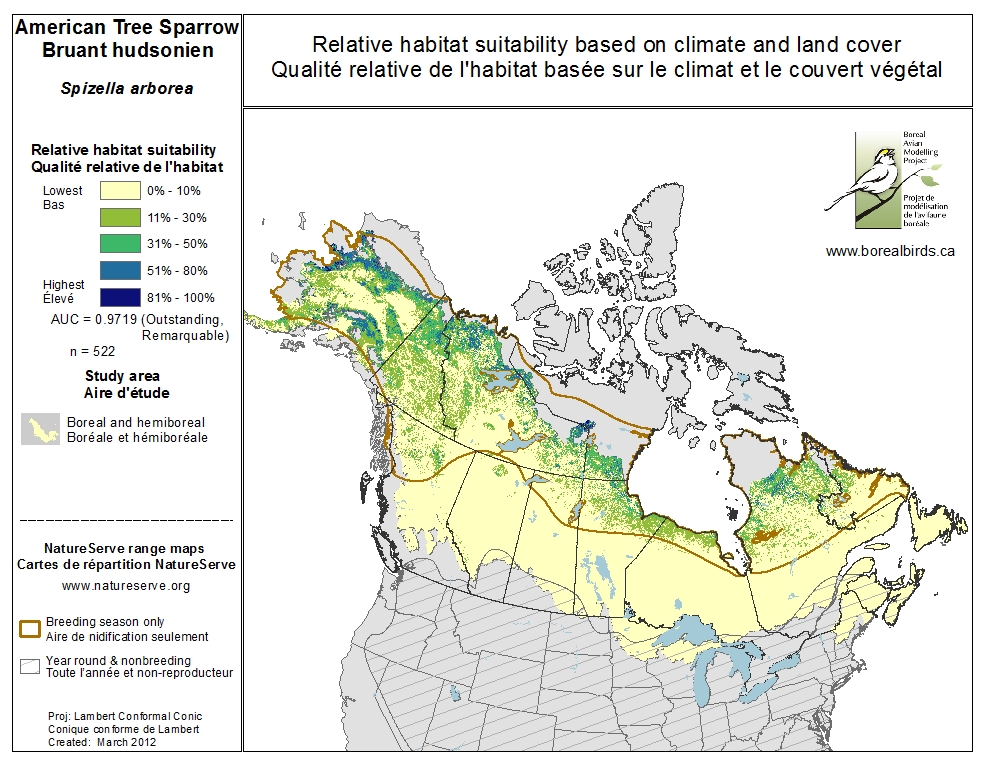 American Tree Sparrow
Bruant hudsonien
Spizella arborea
Relative habitat suitability
Qualité relative de l'habitat
Lowest
Bas
0% - 10%
11% - 30%
31% - 50%
51% - 80%
Highest
Élevé
81% - 100%
AUC = 0.9719 (Outstanding,
Remarquable)
n = 522
Study area
Aire d'étude
Boreal and hemiboreal
Boréale et hémiboréale
NatureServe range maps
Cartes de répartition NatureServe
www.natureserve.org
Breeding season only
Aire de nidification seulement
Year round & nonbreeding
Toute l'année et non-reproducteur
Proj: Lambert Conformal Conic
Conique conforme de Lambert
Created: March 2012
Relative habitat suitability based on climate and land cover
Qualité relative de l'habitat basée sur le climat et le couvert végétal
Boreal
Avian
Modelling
Project
Projet de
modélisation
de l'avifaune
boréale
www.borealbirds.ca